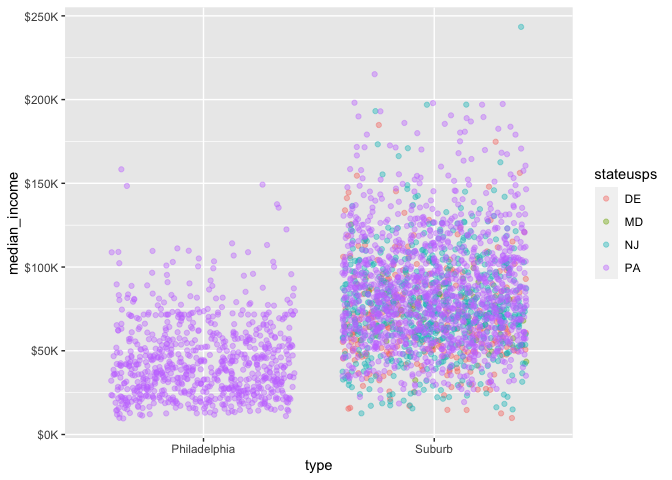 $250K
$200K
$150K
$100K
$50K
$0K
median_income
Philadelphia
Suburb
type
stateusps
DE
MD
NJ
PA